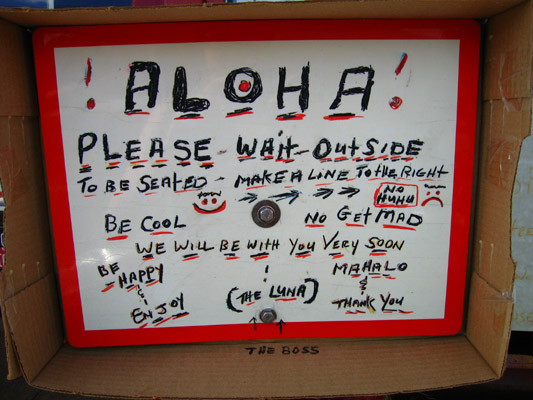 ! ALOHA !
PLEASE WAIT OUTSIDE
TO BE SEATED - MAKE A LINE TO THE RIGHT
NO HUHU
BE COOL NO GET MAD
WE WILL BE WITH YOU VERY SOON
BE HAPPY & ENJOY
! (THE LUNA)
MAHALO & THANK YOU
THE BOSS